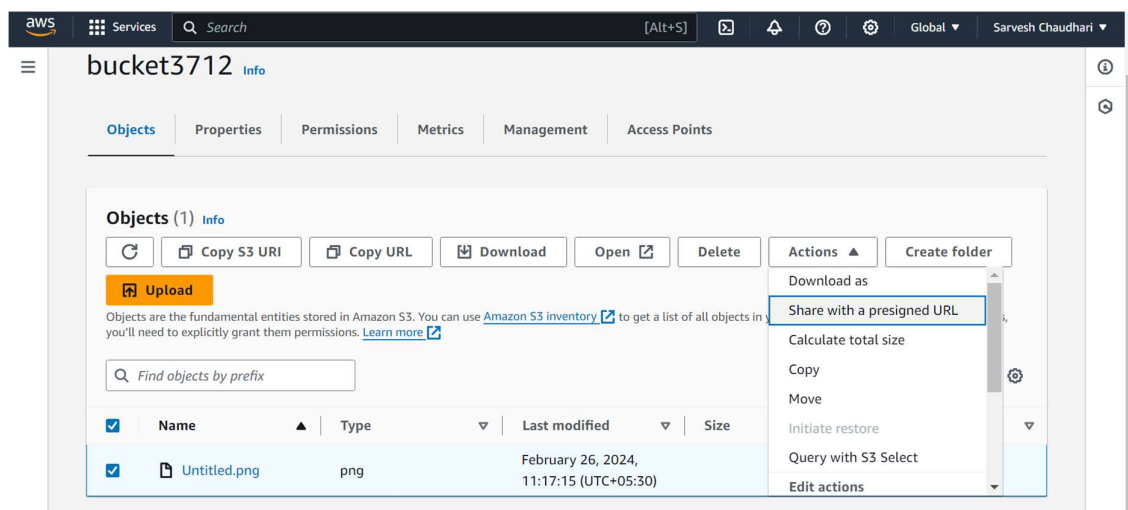 aws Services Search [Alt+S] Global Sarvesh Chaudhari
bucket3712 Info
Objects Properties Permissions Metrics Management Access Points
Objects (1) Info
Copy S3 URI Copy URL Download Open Delete Actions Create folder
Upload
Objects are the fundamental entities stored in Amazon S3. You can use Amazon S3 inventory to get a list of all objects in
you'll need to explicitly grant them permissions. Learn more
Find objects by prefix
Name Type Last modified Size
Untitled.png png February 26, 2024,
11:17:15 (UTC+05:30)
Download as
Share with a presigned URL
Calculate total size
Copy
Move
Initiate restore
Query with S3 Select
Edit actions